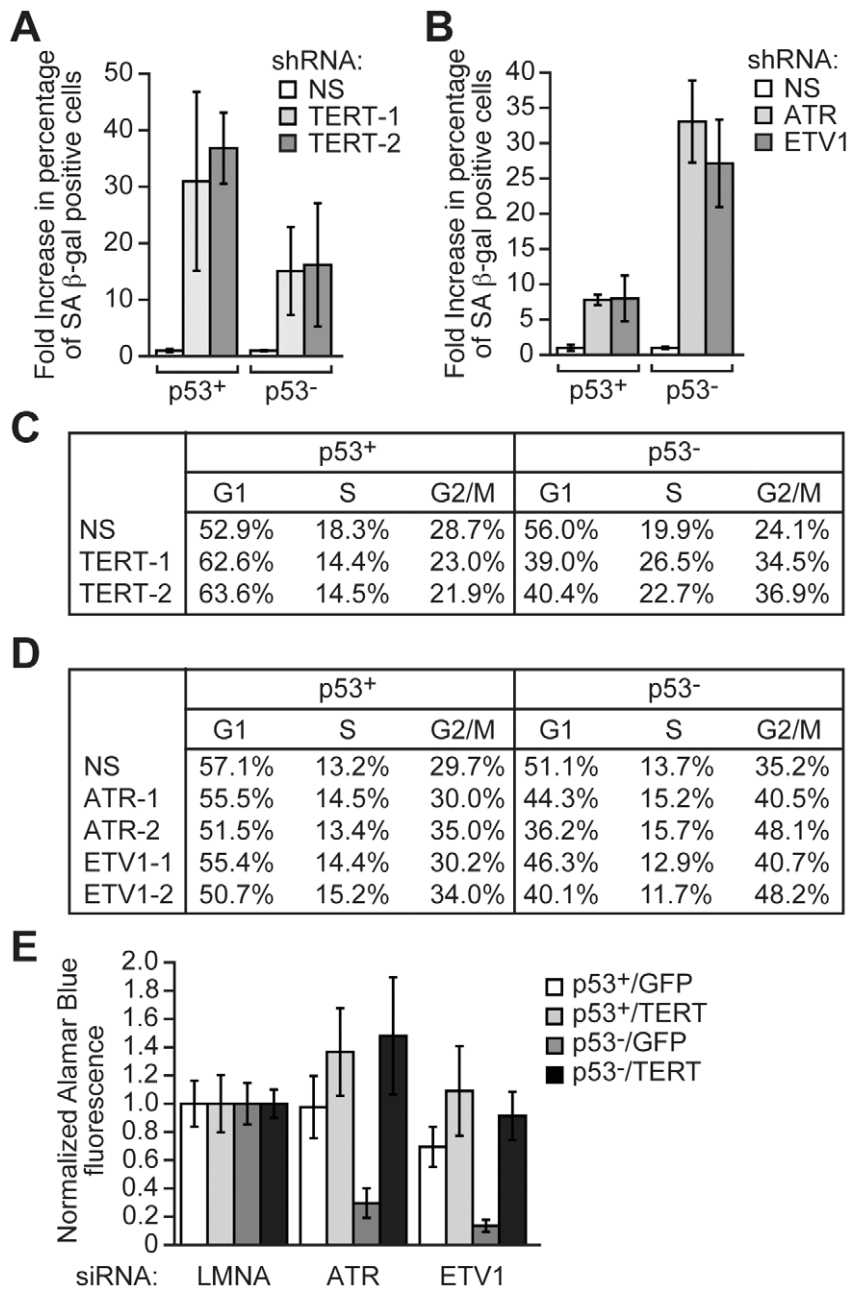 A
Fold Increase in percentage
of SA β-gal positive cells
50
40
30
20
10
0
shRNA:
NS
TERT-1
TERT-2
p53+
p53-
B
Fold Increase in percentage
of SA β-gal positive cells
40
35
30
25
20
15
10
5
0
shRNA:
NS
ATR
ETV1
p53+
p53-
C
p53+ p53-
G1 S G2/M G1 S G2/M
NS 52.9% 18.3% 28.7% 56.0% 19.9% 24.1%
TERT-1 62.6% 14.4% 23.0% 39.0% 26.5% 34.5%
TERT-2 63.6% 14.5% 21.9% 40.4% 22.7% 36.9%
D
p53+ p53-
G1 S G2/M G1 S G2/M
NS 57.1% 13.2% 29.7% 51.1% 13.7% 35.2%
ATR-1 55.5% 14.5% 30.0% 44.3% 15.2% 40.5%
ATR-2 51.5% 13.4% 35.0% 36.2% 15.7% 48.1%
ETV1-1 55.4% 14.4% 30.2% 46.3% 12.9% 40.7%
ETV1-2 50.7% 15.2% 34.0% 40.1% 11.7% 48.2%
E
Normalized Alamar Blue
fluorescence
2.0
1.8
1.6
1.4
1.2
1.0
0.8
0.6
0.4
0.2
0
p53+/GFP
p53+/TERT
p53-/GFP
p53-/TERT
siRNA: LMNA ATR ETV1